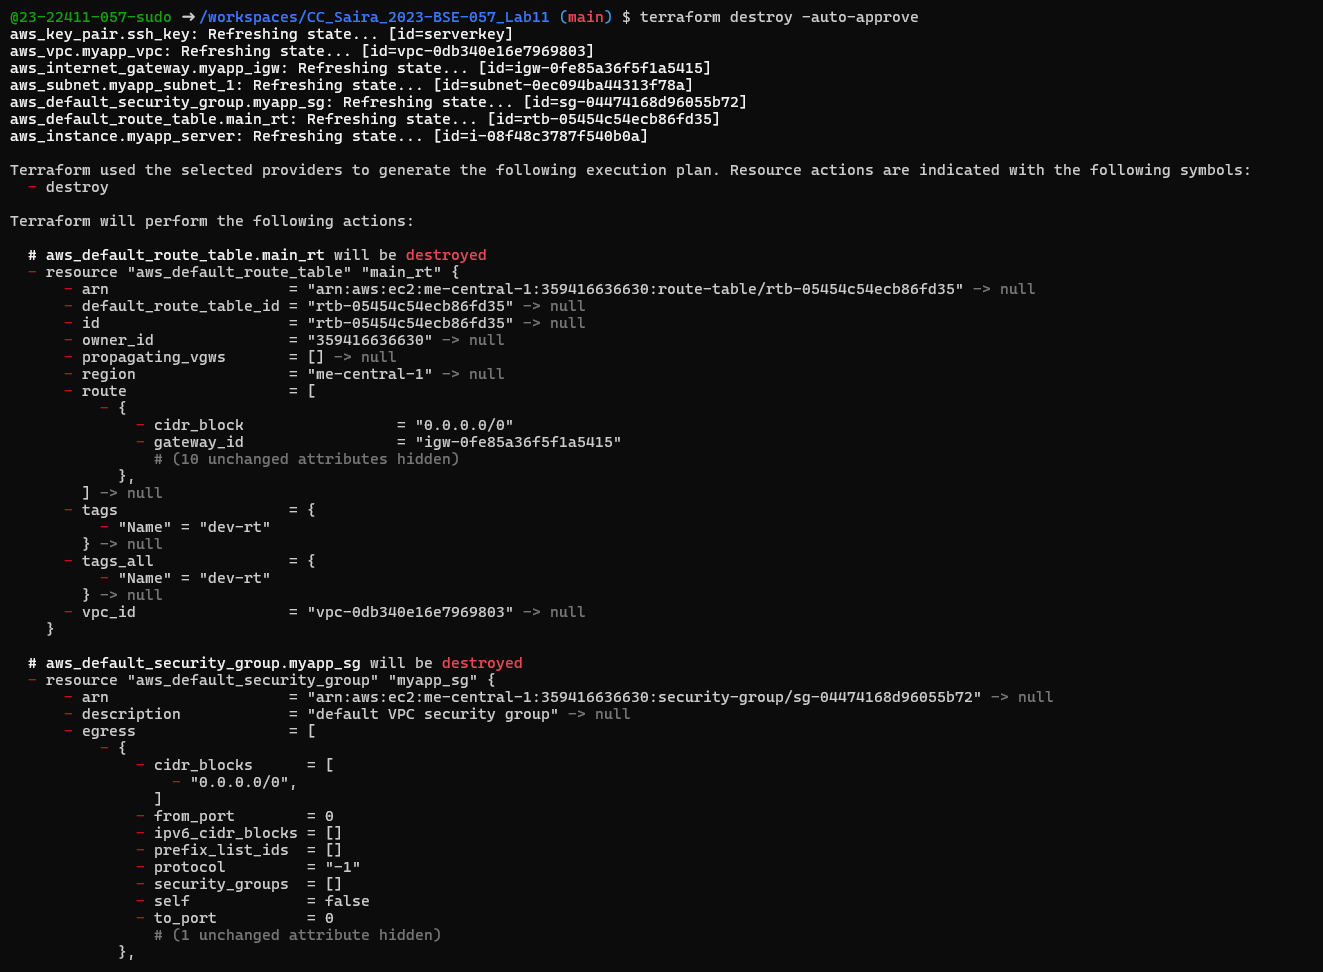 @23-22411-057-sudo ➜ /workspaces/CC_Saira_2023-BSE-057_Lab11 (main) $ terraform destroy -auto-approve
aws_key_pair.ssh_key: Refreshing state... [id=serverkey]
aws_vpc.myapp_vpc: Refreshing state... [id=vpc-0db340e16e7969803]
aws_internet_gateway.myapp_igw: Refreshing state... [id=igw-0fe85a36f5f1a5415]
aws_subnet.myapp_subnet_1: Refreshing state... [id=subnet-0ec094ba44313f78a]
aws_default_security_group.myapp_sg: Refreshing state... [id=sg-04474168d96055b72]
aws_default_route_table.main_rt: Refreshing state... [id=rtb-05454c54ecb86fd35]
aws_instance.myapp_server: Refreshing state... [id=i-08f48c3787f540b0a]

Terraform used the selected providers to generate the following execution plan. Resource actions are indicated with the following symbols:
  - destroy

Terraform will perform the following actions:

  # aws_default_route_table.main_rt will be destroyed
  - resource "aws_default_route_table" "main_rt" {
      - arn                    = "arn:aws:ec2:me-central-1:359416636630:route-table/rtb-05454c54ecb86fd35" -> null
      - default_route_table_id = "rtb-05454c54ecb86fd35" -> null
      - id                     = "rtb-05454c54ecb86fd35" -> null
      - owner_id               = "359416636630" -> null
      - propagating_vgws       = [] -> null
      - region                 = "me-central-1" -> null
      - route                  = [
          - {
              - cidr_block                 = "0.0.0.0/0"
              - gateway_id                 = "igw-0fe85a36f5f1a5415"
                # (10 unchanged attributes hidden)
            },
        ] -> null
      - tags                   = {
          - "Name" = "dev-rt"
        } -> null
      - tags_all               = {
          - "Name" = "dev-rt"
        } -> null
      - vpc_id                 = "vpc-0db340e16e7969803" -> null
    }

  # aws_default_security_group.myapp_sg will be destroyed
  - resource "aws_default_security_group" "myapp_sg" {
      - arn                    = "arn:aws:ec2:me-central-1:359416636630:security-group/sg-04474168d96055b72" -> null
      - description            = "default VPC security group" -> null
      - egress                 = [
          - {
              - cidr_blocks      = [
                  - "0.0.0.0/0",
                ]
              - from_port        = 0
              - ipv6_cidr_blocks = []
              - prefix_list_ids  = []
              - protocol         = "-1"
              - security_groups  = []
              - self             = false
              - to_port          = 0
                # (1 unchanged attribute hidden)
            },